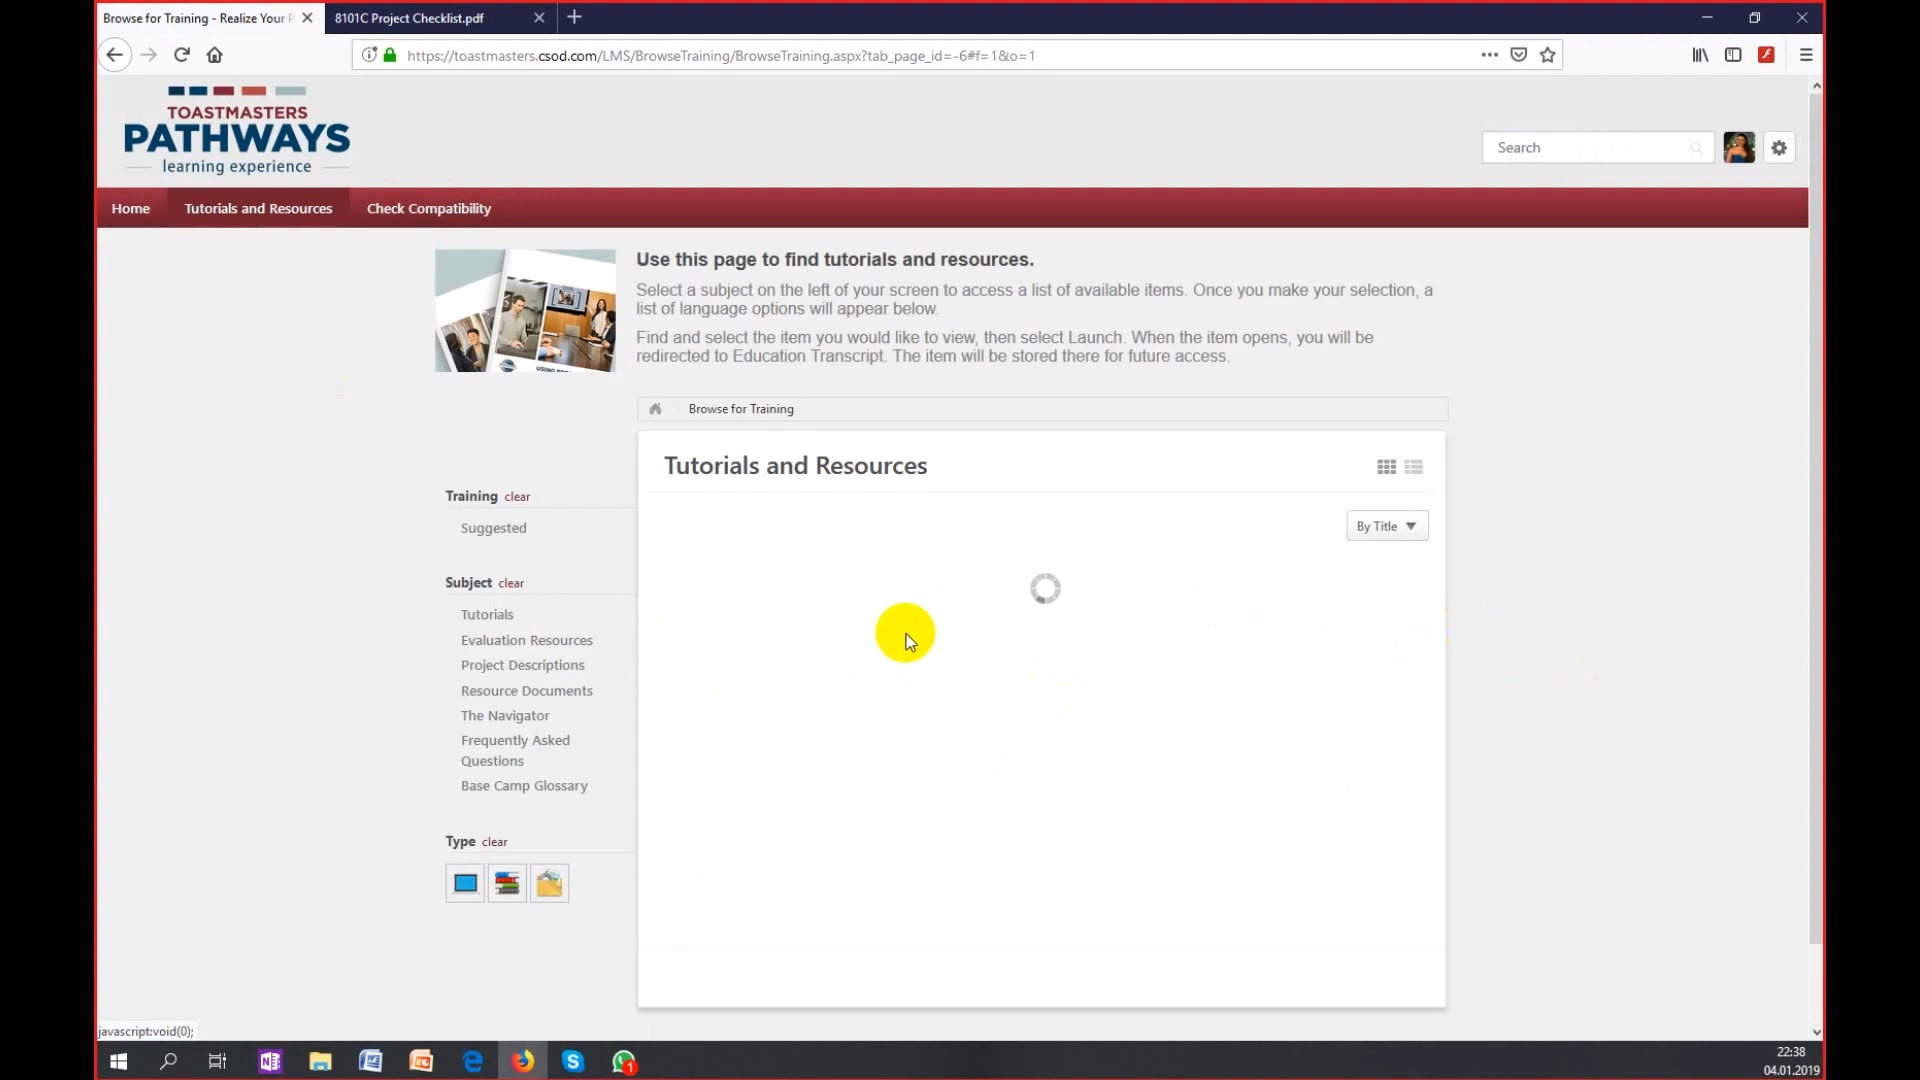 Browse for Training - Realize Your P
8101C Project Checklist.pdf
https://toastmasters.csod.com/LMS/BrowseTraining/BrowseTraining.aspx?tab_page_id=-6#f=1&o=1
TOASTMASTERS
PATHWAYS
learning experience
Search
Home
Tutorials and Resources
Check Compatibility
Use this page to find tutorials and resources.
Select a subject on the left of your screen to access a list of available items. Once you make your selection, a
list of language options will appear below.
Find and select the item you would like to view, then select Launch. When the item opens, you will be
redirected to Education Transcript. The item will be stored there for future access.
Browse for Training
Tutorials and Resources
By Title
Training clear
Suggested
Subject clear
Tutorials
Evaluation Resources
Project Descriptions
Resource Documents
The Navigator
Frequently Asked
Questions
Base Camp Glossary
Type clear
javascript:void(0);
1
22:38
04.01.2019